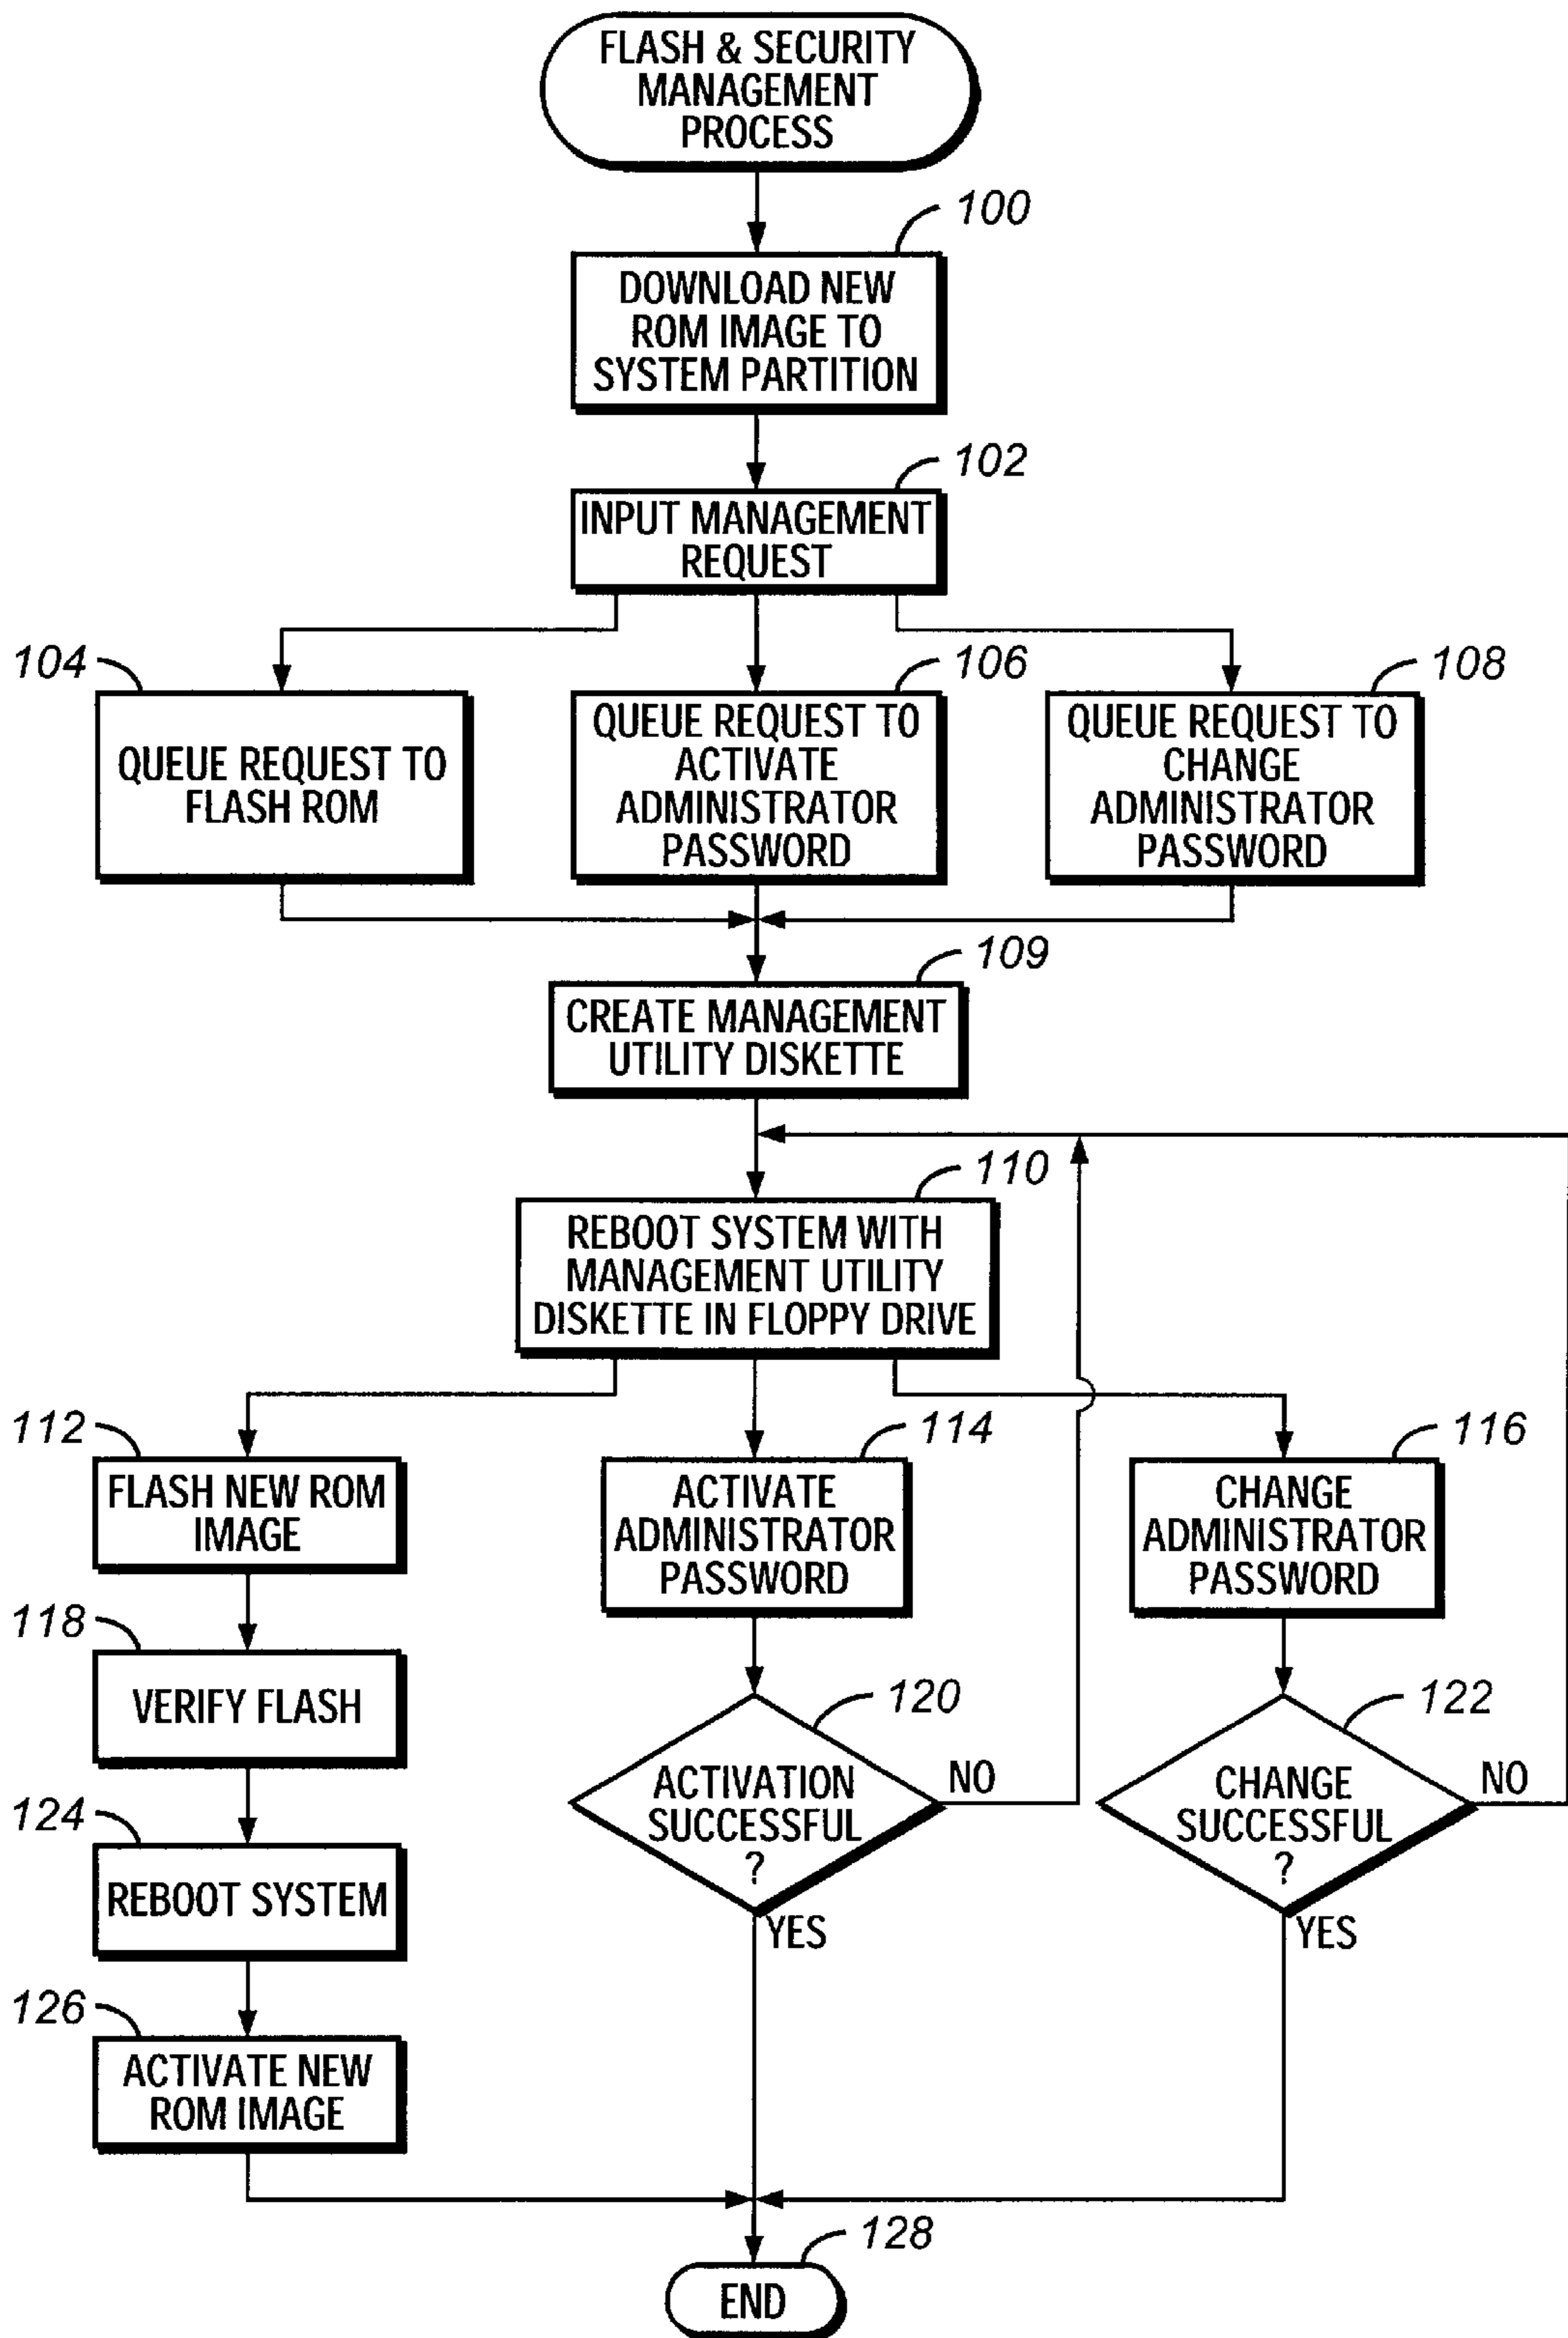 FLASH & SECURITY
MANAGEMENT
PROCESS
100
DOWNLOAD NEW
ROM IMAGE TO
SYSTEM PARTITION
102
INPUT MANAGEMENT
REQUEST
104
QUEUE REQUEST TO
FLASH ROM
106
QUEUE REQUEST TO
ACTIVATE
ADMINISTRATOR
PASSWORD
108
QUEUE REQUEST TO
CHANGE
ADMINISTRATOR
PASSWORD
109
CREATE MANAGEMENT
UTILITY DISKETTE
110
REBOOT SYSTEM WITH
MANAGEMENT UTILITY
DISKETTE IN FLOPPY DRIVE
112
FLASH NEW ROM
IMAGE
114
ACTIVATE
ADMINISTRATOR
PASSWORD
116
CHANGE
ADMINISTRATOR
PASSWORD
118
VERIFY FLASH
120
ACTIVATION
SUCCESSFUL
?
NO
YES
122
CHANGE
SUCCESSFUL
?
NO
YES
124
REBOOT SYSTEM
126
ACTIVATE NEW
ROM IMAGE
128
END